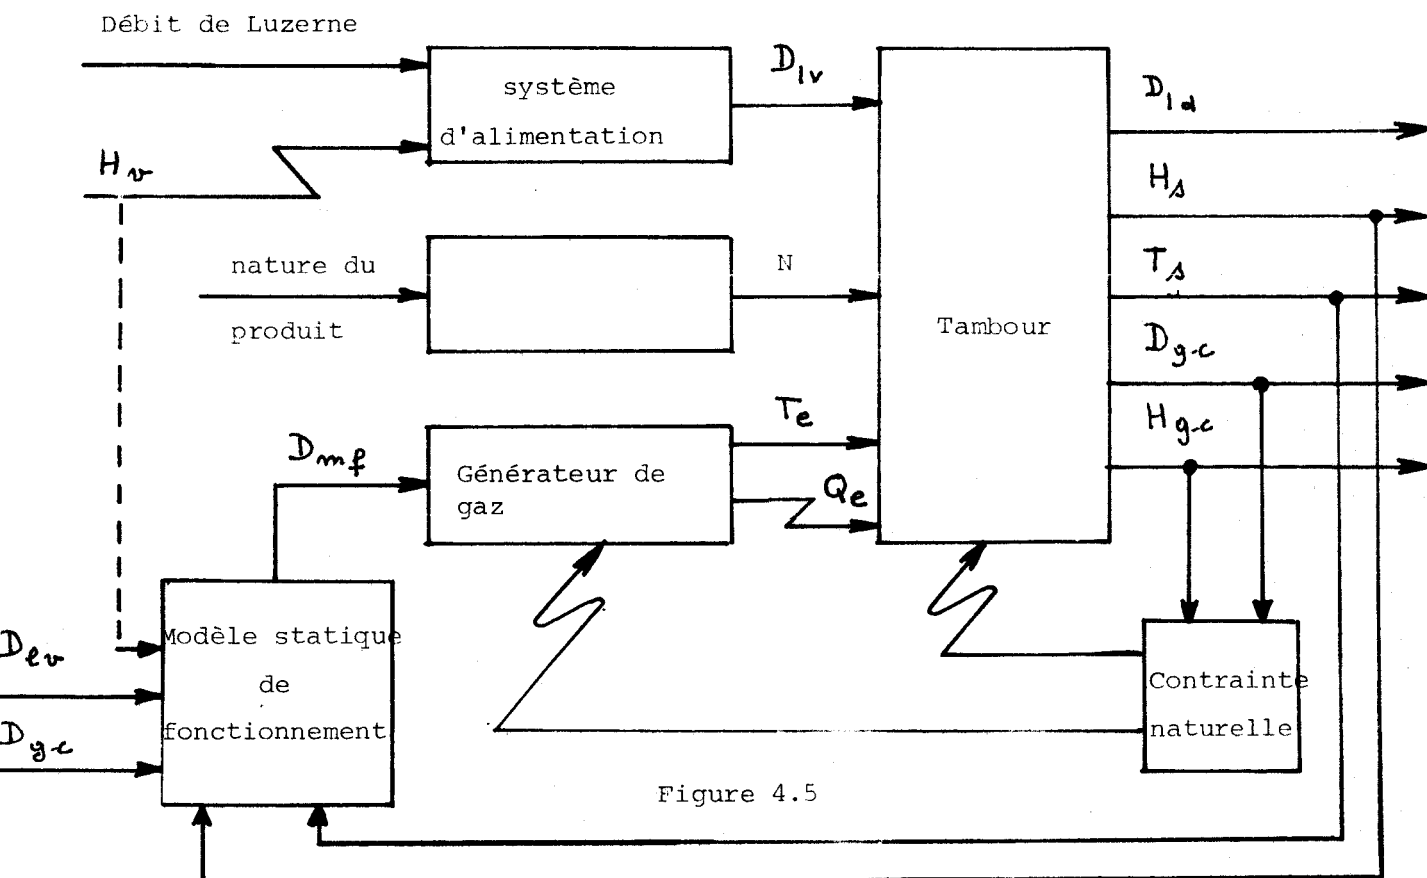 Débit de Luzerne
système
d'alimentation
D_lv
H_v
D_ld
H_s
nature du
produit
N
T_s
Tambour
D_g-c
T_e
H_g-c
D_mf
Générateur de
gaz
Q_e
Modèle statique
de
fonctionnement
D_lv
D_gc
Contrainte
naturelle
Figure 4.5